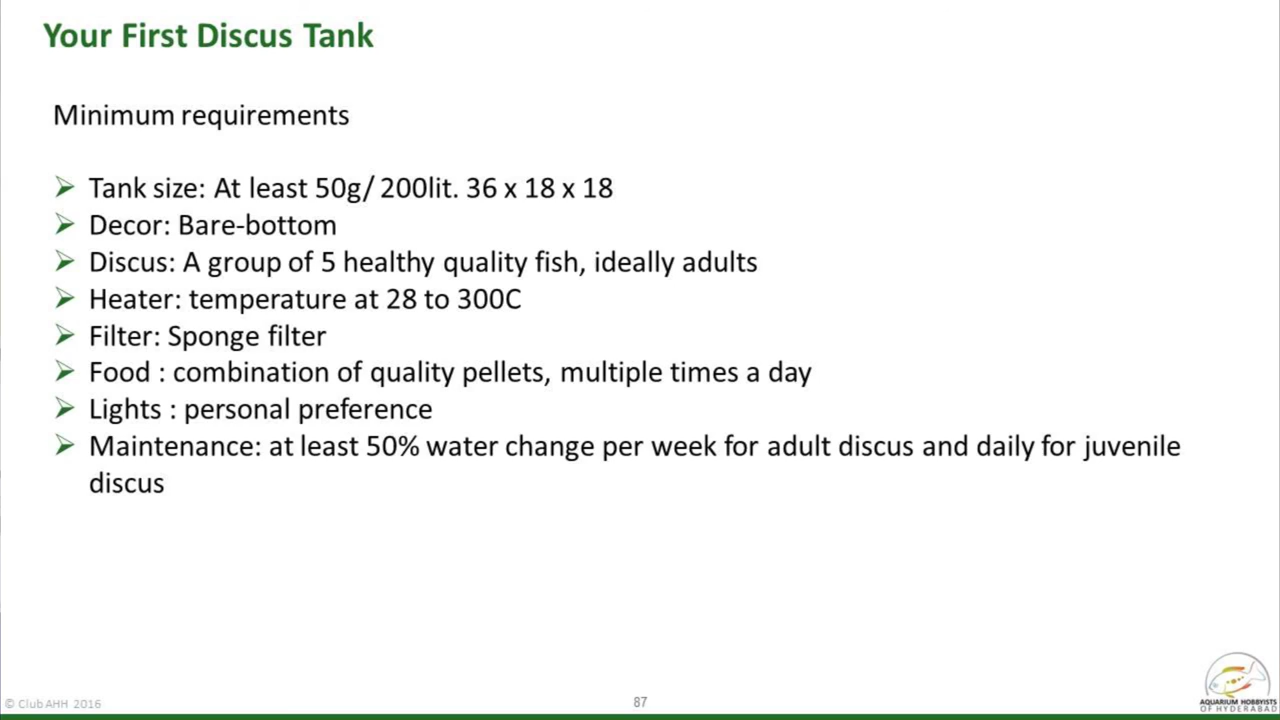 Your First Discus Tank
Minimum requirements
Tank size: At least 50g/ 200lit. 36 x 18 x 18
Decor: Bare-bottom
Discus: A group of 5 healthy quality fish, ideally adults
Heater: temperature at 28 to 300C
Filter: Sponge filter
Food : combination of quality pellets, multiple times a day
Lights : personal preference
Maintenance: at least 50% water change per week for adult discus and daily for juvenile
discus
© Club AHH 2016
87
AQUARIUM HOBBYISTS
OF HYDERABAD